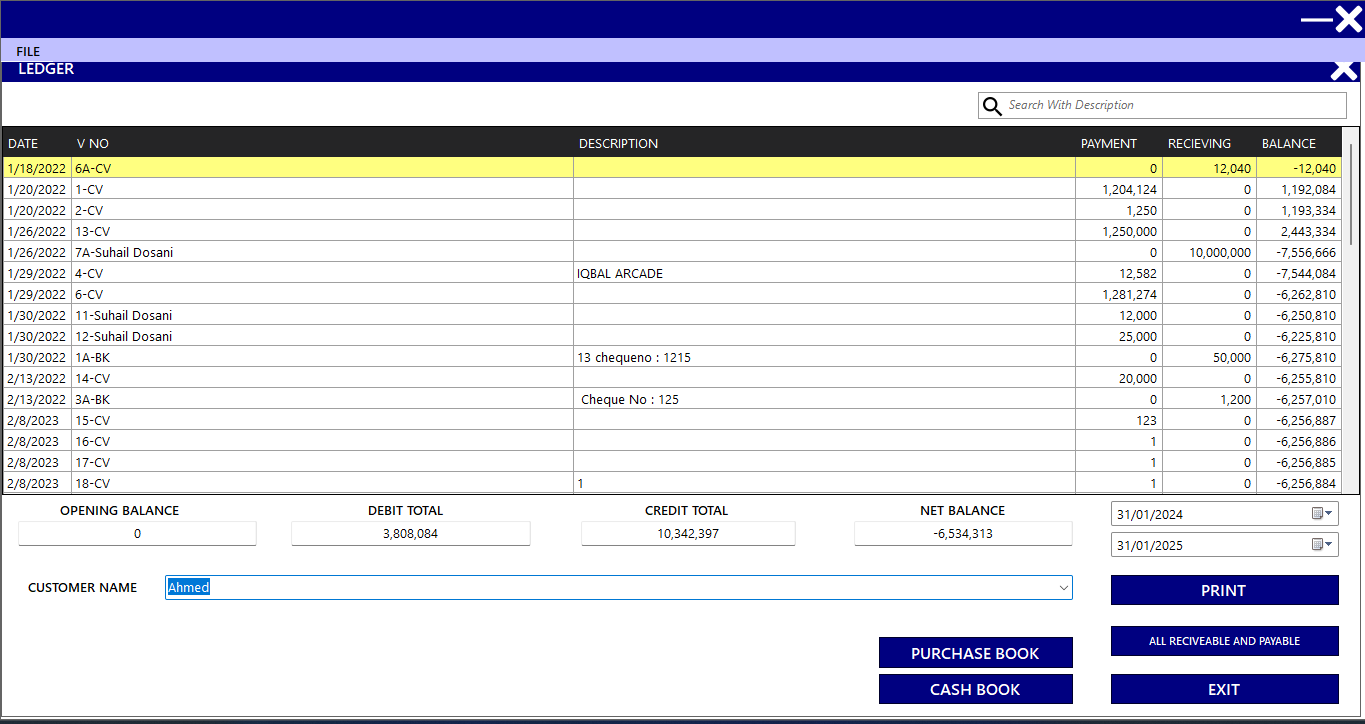 FILE
LEDGER
Search With Description
DATE V NO DESCRIPTION PAYMENT RECIEVING BALANCE
1/18/2022 6A-CV 0 12,040 -12,040
1/20/2022 1-CV 1,204,124 0 1,192,084
1/20/2022 2-CV 1,250 0 1,193,334
1/26/2022 13-CV 1,250,000 0 2,443,334
1/26/2022 7A-Suhail Dosani 0 10,000,000 -7,556,666
1/29/2022 4-CV IQBAL ARCADE 12,582 0 -7,544,084
1/29/2022 6-CV 1,281,274 0 -6,262,810
1/30/2022 11-Suhail Dosani 12,000 0 -6,250,810
1/30/2022 12-Suhail Dosani 25,000 0 -6,225,810
1/30/2022 1A-BK 13 chequeno : 1215 0 50,000 -6,275,810
2/13/2022 14-CV 20,000 0 -6,255,810
2/13/2022 3A-BK Cheque No : 125 0 1,200 -6,257,010
2/8/2023 15-CV 123 0 -6,256,887
2/8/2023 16-CV 1 0 -6,256,886
2/8/2023 17-CV 1 0 -6,256,885
2/8/2023 18-CV 1 1 0 -6,256,884
OPENING BALANCE DEBIT TOTAL CREDIT TOTAL NET BALANCE
0 3,808,084 10,342,397 -6,534,313
31/01/2024
31/01/2025
CUSTOMER NAME Ahmed
PRINT
ALL RECIVEABLE AND PAYABLE
PURCHASE BOOK
CASH BOOK
EXIT